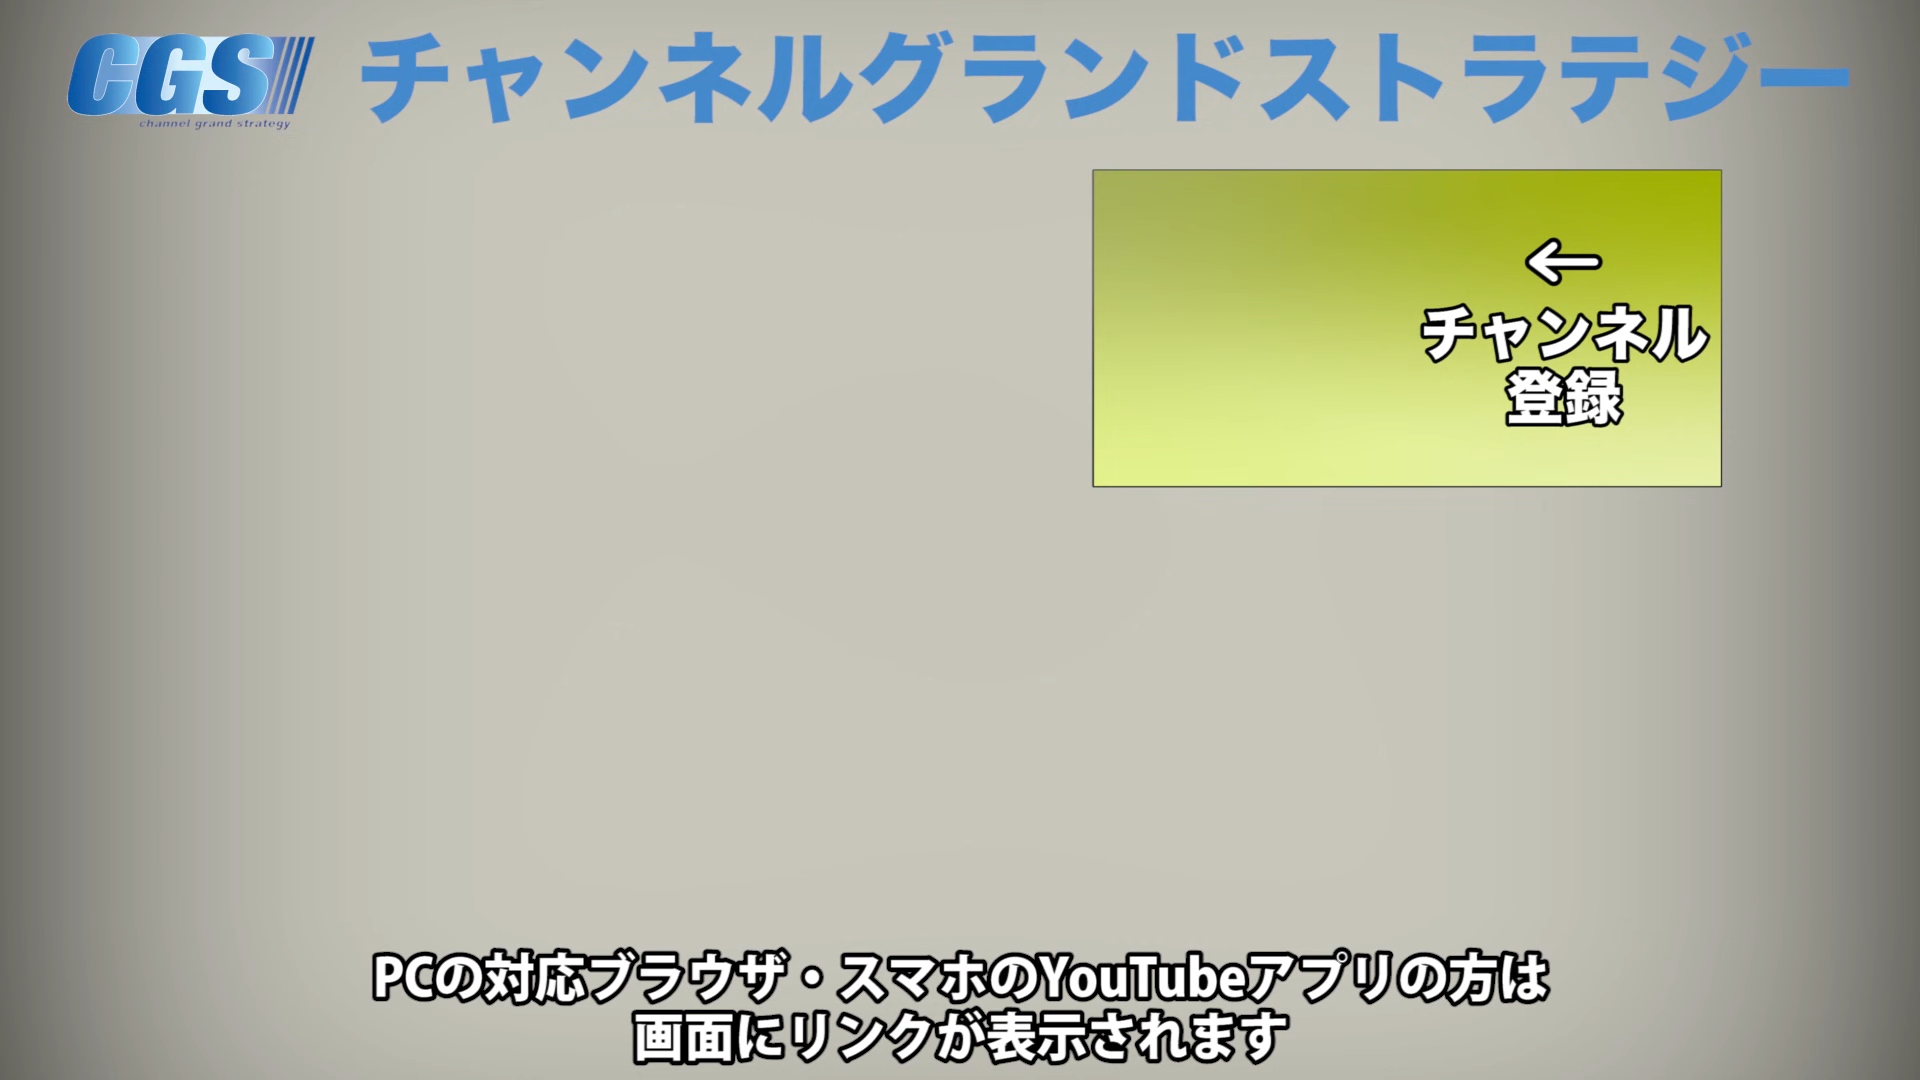 CGS
channel grand strategy
チャンネルグランドストラテジー
←
チャンネル
登録
PCの対応ブラウザ・スマホのYouTubeアプリの方は
画面にリンクが表示されます